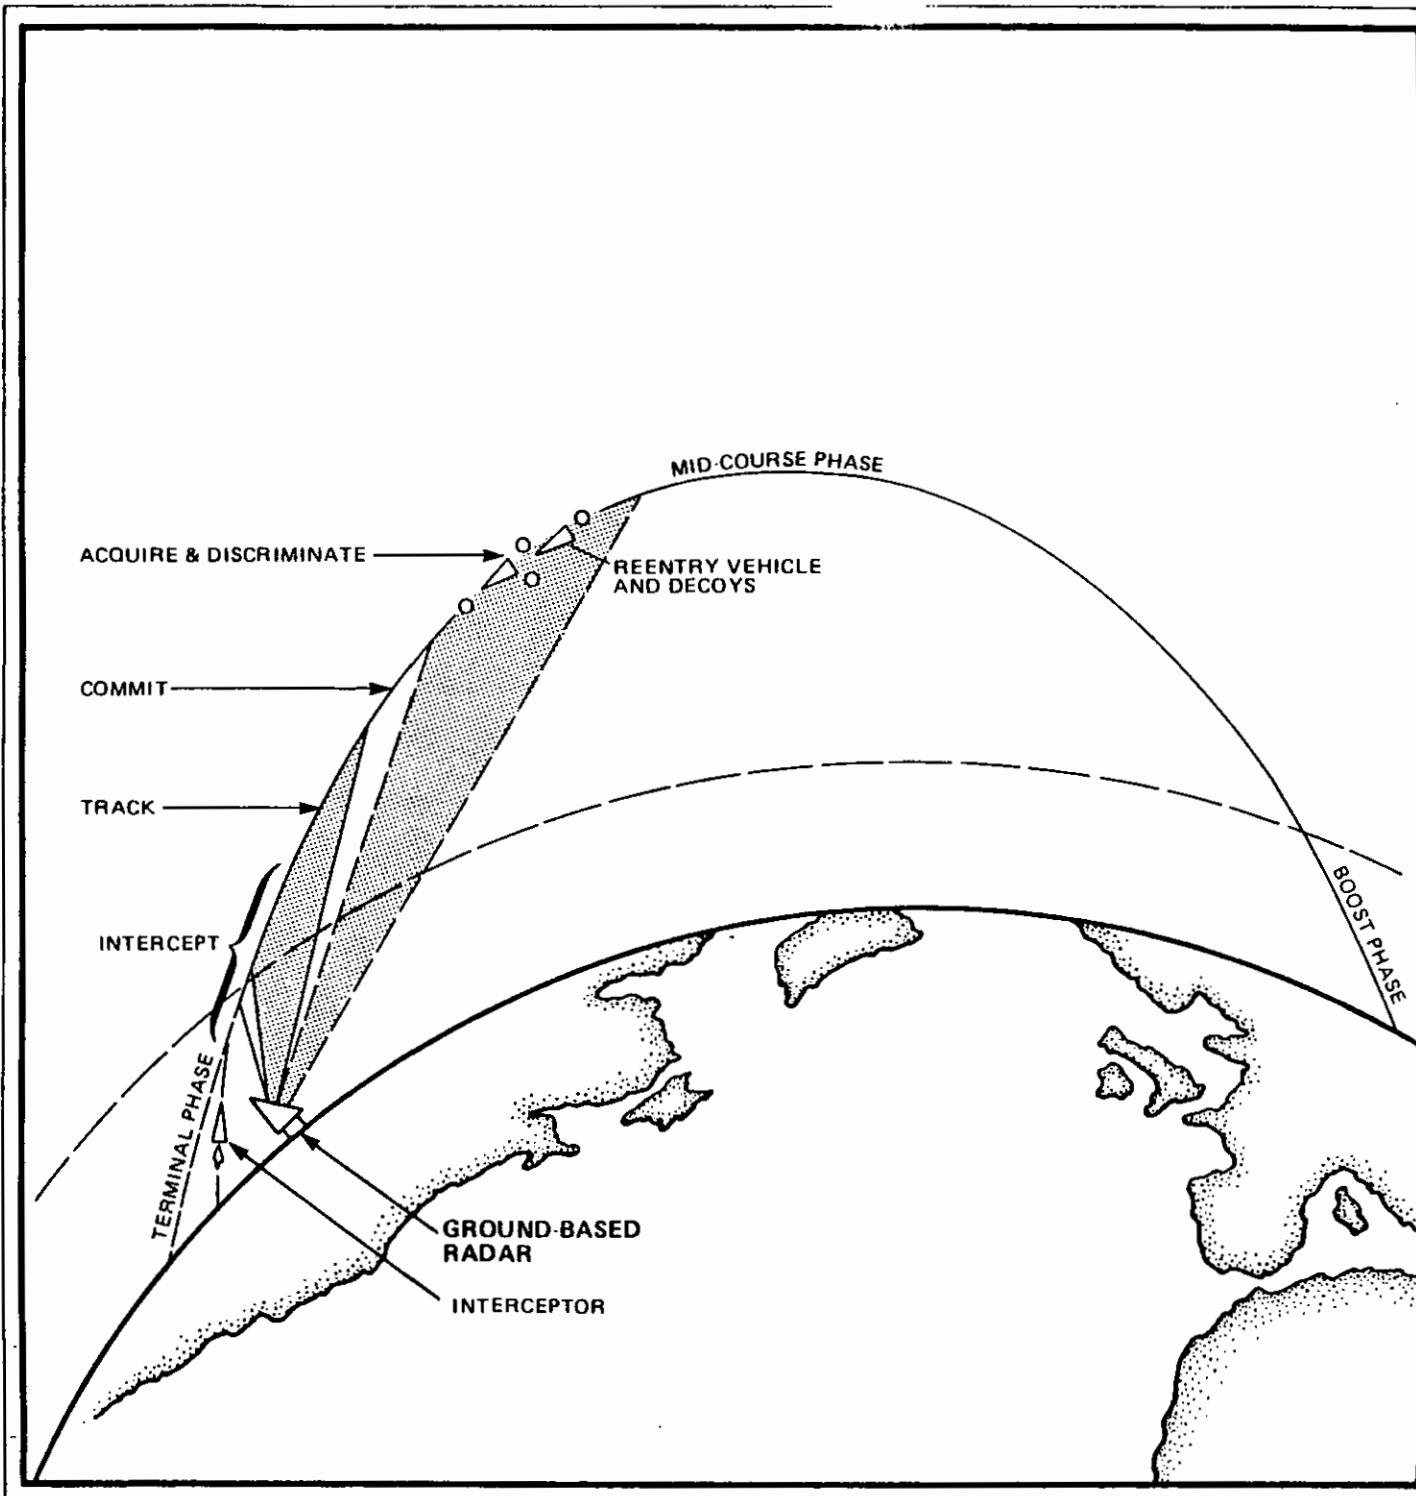 MID-COURSE PHASE
ACQUIRE & DISCRIMINATE
REENTRY VEHICLE
AND DECOYS
COMMIT
TRACK
BOOST PHASE
INTERCEPT
TERMINAL PHASE
GROUND-BASED
RADAR
INTERCEPTOR